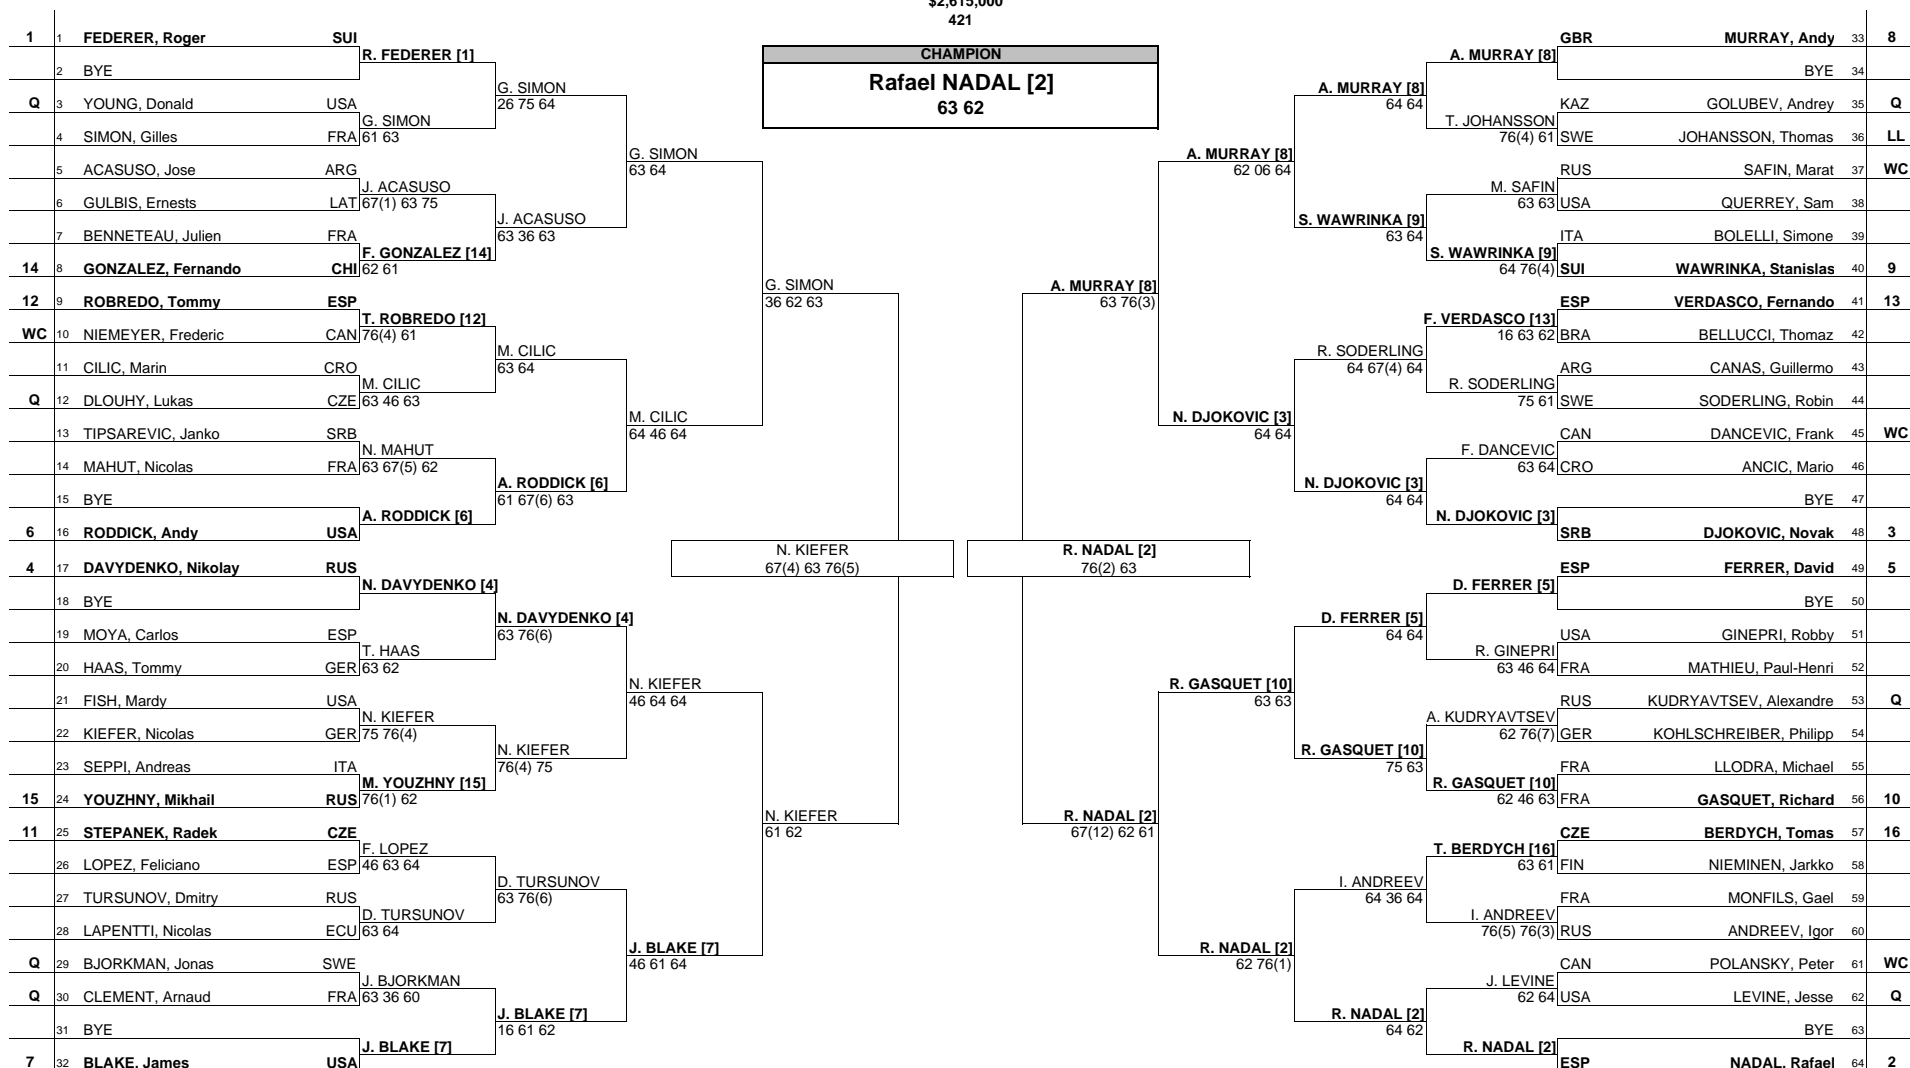 $2,615,000
421
CHAMPION
Rafael NADAL [2]
63 62
1 1 FEDERER, Roger SUI
R. FEDERER [1]
2 BYE
G. SIMON
26 75 64
Q 3 YOUNG, Donald USA
G. SIMON
4 SIMON, Gilles FRA 61 63
G. SIMON
63 64
5 ACASUSO, Jose ARG
J. ACASUSO
6 GULBIS, Ernests LAT 67(1) 63 75
J. ACASUSO
63 36 63
7 BENNETEAU, Julien FRA
F. GONZALEZ [14]
14 8 GONZALEZ, Fernando CHI 62 61
G. SIMON
36 62 63
12 9 ROBREDO, Tommy ESP
T. ROBREDO [12]
WC 10 NIEMEYER, Frederic CAN 76(4) 61
M. CILIC
63 64
11 CILIC, Marin CRO
M. CILIC
Q 12 DLOUHY, Lukas CZE 63 46 63
M. CILIC
64 46 64
13 TIPSAREVIC, Janko SRB
N. MAHUT
14 MAHUT, Nicolas FRA 63 67(5) 62
A. RODDICK [6]
61 67(6) 63
15 BYE
A. RODDICK [6]
6 16 RODDICK, Andy USA
N. KIEFER
67(4) 63 76(5)
4 17 DAVYDENKO, Nikolay RUS
N. DAVYDENKO [4]
18 BYE
N. DAVYDENKO [4]
63 76(6)
19 MOYA, Carlos ESP
T. HAAS
20 HAAS, Tommy GER 63 62
N. KIEFER
46 64 64
21 FISH, Mardy USA
N. KIEFER
22 KIEFER, Nicolas GER 75 76(4)
N. KIEFER
76(4) 75
23 SEPPI, Andreas ITA
M. YOUZHNY [15]
15 24 YOUZHNY, Mikhail RUS 76(1) 62
N. KIEFER
61 62
11 25 STEPANEK, Radek CZE
F. LOPEZ
26 LOPEZ, Feliciano ESP 46 63 64
D. TURSUNOV
63 76(6)
27 TURSUNOV, Dmitry RUS
D. TURSUNOV
28 LAPENTTI, Nicolas ECU 63 64
J. BLAKE [7]
46 61 64
Q 29 BJORKMAN, Jonas SWE
J. BJORKMAN
Q 30 CLEMENT, Arnaud FRA 63 36 60
J. BLAKE [7]
16 61 62
31 BYE
J. BLAKE [7]
7 32 BLAKE, James USA
GBR MURRAY, Andy 33 8
A. MURRAY [8]
BYE 34
A. MURRAY [8]
64 64
KAZ GOLUBEV, Andrey 35 Q
T. JOHANSSON
76(4) 61 SWE JOHANSSON, Thomas 36 LL
A. MURRAY [8]
62 06 64
RUS SAFIN, Marat 37 WC
M. SAFIN
63 63 USA QUERREY, Sam 38
S. WAWRINKA [9]
63 64
ITA BOLELLI, Simone 39
S. WAWRINKA [9]
64 76(4) SUI WAWRINKA, Stanislas 40 9
A. MURRAY [8]
63 76(3)
ESP VERDASCO, Fernando 41 13
F. VERDASCO [13]
16 63 62 BRA BELLUCCI, Thomaz 42
R. SODERLING
64 67(4) 64
ARG CANAS, Guillermo 43
R. SODERLING
75 61 SWE SODERLING, Robin 44
N. DJOKOVIC [3]
64 64
CAN DANCEVIC, Frank 45 WC
F. DANCEVIC
63 64 CRO ANCIC, Mario 46
N. DJOKOVIC [3]
64 64
BYE 47
N. DJOKOVIC [3]
SRB DJOKOVIC, Novak 48 3
R. NADAL [2]
76(2) 63
ESP FERRER, David 49 5
D. FERRER [5]
BYE 50
D. FERRER [5]
64 64
USA GINEPRI, Robby 51
R. GINEPRI
63 46 64 FRA MATHIEU, Paul-Henri 52
R. GASQUET [10]
63 63
RUS KUDRYAVTSEV, Alexandre 53 Q
A. KUDRYAVTSEV
62 76(7) GER KOHLSCHREIBER, Philipp 54
R. GASQUET [10]
75 63
FRA LLODRA, Michael 55
R. GASQUET [10]
62 46 63 FRA GASQUET, Richard 56 10
R. NADAL [2]
67(12) 62 61
CZE BERDYCH, Tomas 57 16
T. BERDYCH [16]
63 61 FIN NIEMINEN, Jarkko 58
I. ANDREEV
64 36 64
FRA MONFILS, Gael 59
I. ANDREEV
76(5) 76(3) RUS ANDREEV, Igor 60
R. NADAL [2]
62 76(1)
CAN POLANSKY, Peter 61 WC
J. LEVINE
62 64 USA LEVINE, Jesse 62 Q
R. NADAL [2]
64 62
BYE 63
R. NADAL [2]
ESP NADAL, Rafael 64 2